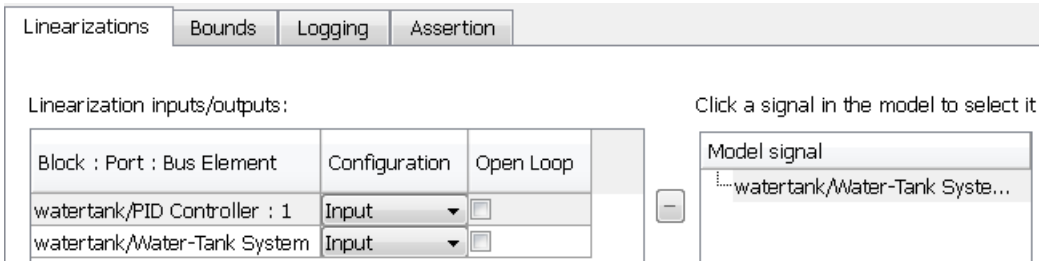 Linearizations Bounds Logging Assertion
Linearization inputs/outputs: Click a signal in the model to select it
Block : Port : Bus Element Configuration Open Loop Model signal
watertank/Water-Tank Syste...
watertank/PID Controller : 1 Input
watertank/Water-Tank System Input